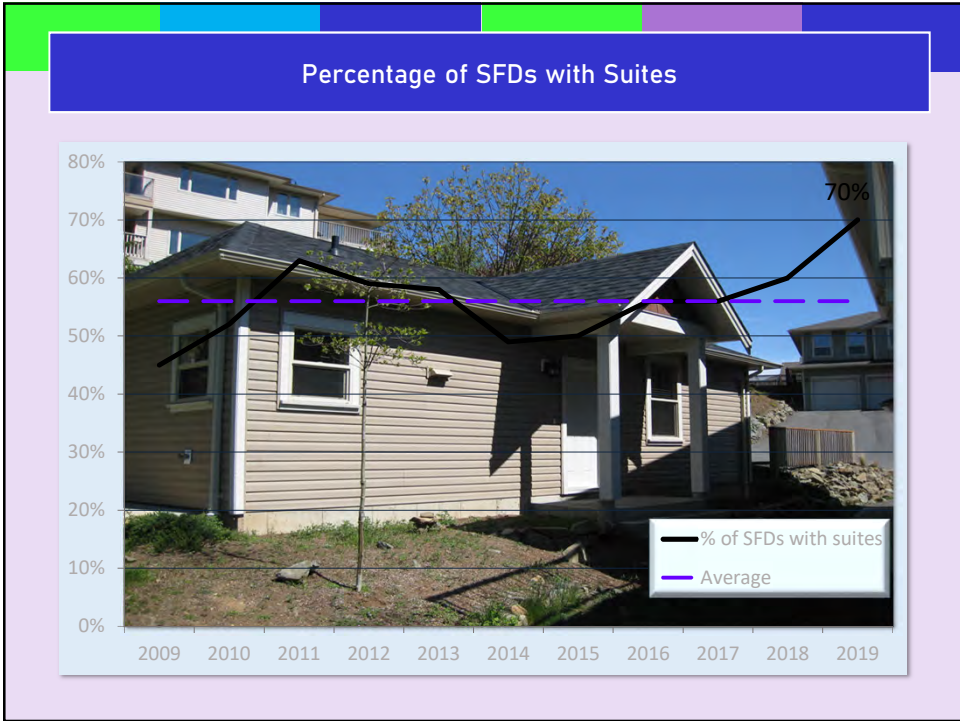 Percentage of SFDs with Suites
80%
70%
70%
60%
50%
40%
30%
20%
% of SFDs with suites
10%
Average
0%
2009 2010 2011 2012 2013 2014 2015 2016 2017 2018 2019